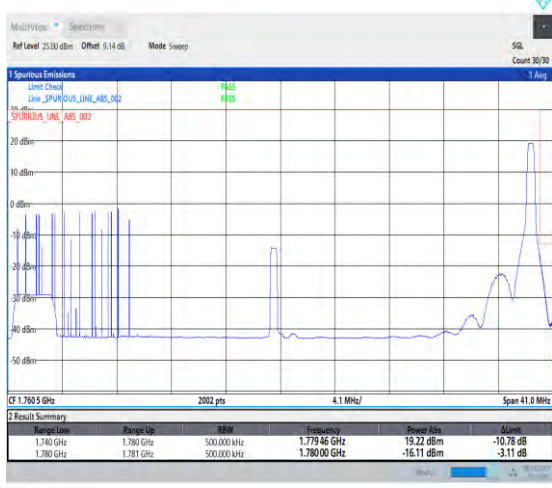 MultiView Spectrum
Ref Level 25.00 dBm Offset 9.14 dB Mode Sweep SGL
Count 30/30
1 Spurious Emissions 1 Avg
Limit Check PASS
Line _SPURIOUS_LINE_ABS_002 PASS
_SPURIOUS_LINE_ABS_002
20 dBm
10 dBm
0 dBm
-10 dBm
-20 dBm
-30 dBm
-40 dBm
-50 dBm
CF 1.7605 GHz 2002 pts 4.1 MHz/ Span 41.0 MHz
2 Result Summary
Range Low Range Up RBW Frequency Power Abs ΔLimit
1.740 GHz 1.780 GHz 500.000 kHz 1.77946 GHz 19.22 dBm -10.78 dB
1.780 GHz 1.781 GHz 500.000 kHz 1.78000 GHz -16.11 dBm -3.11 dB